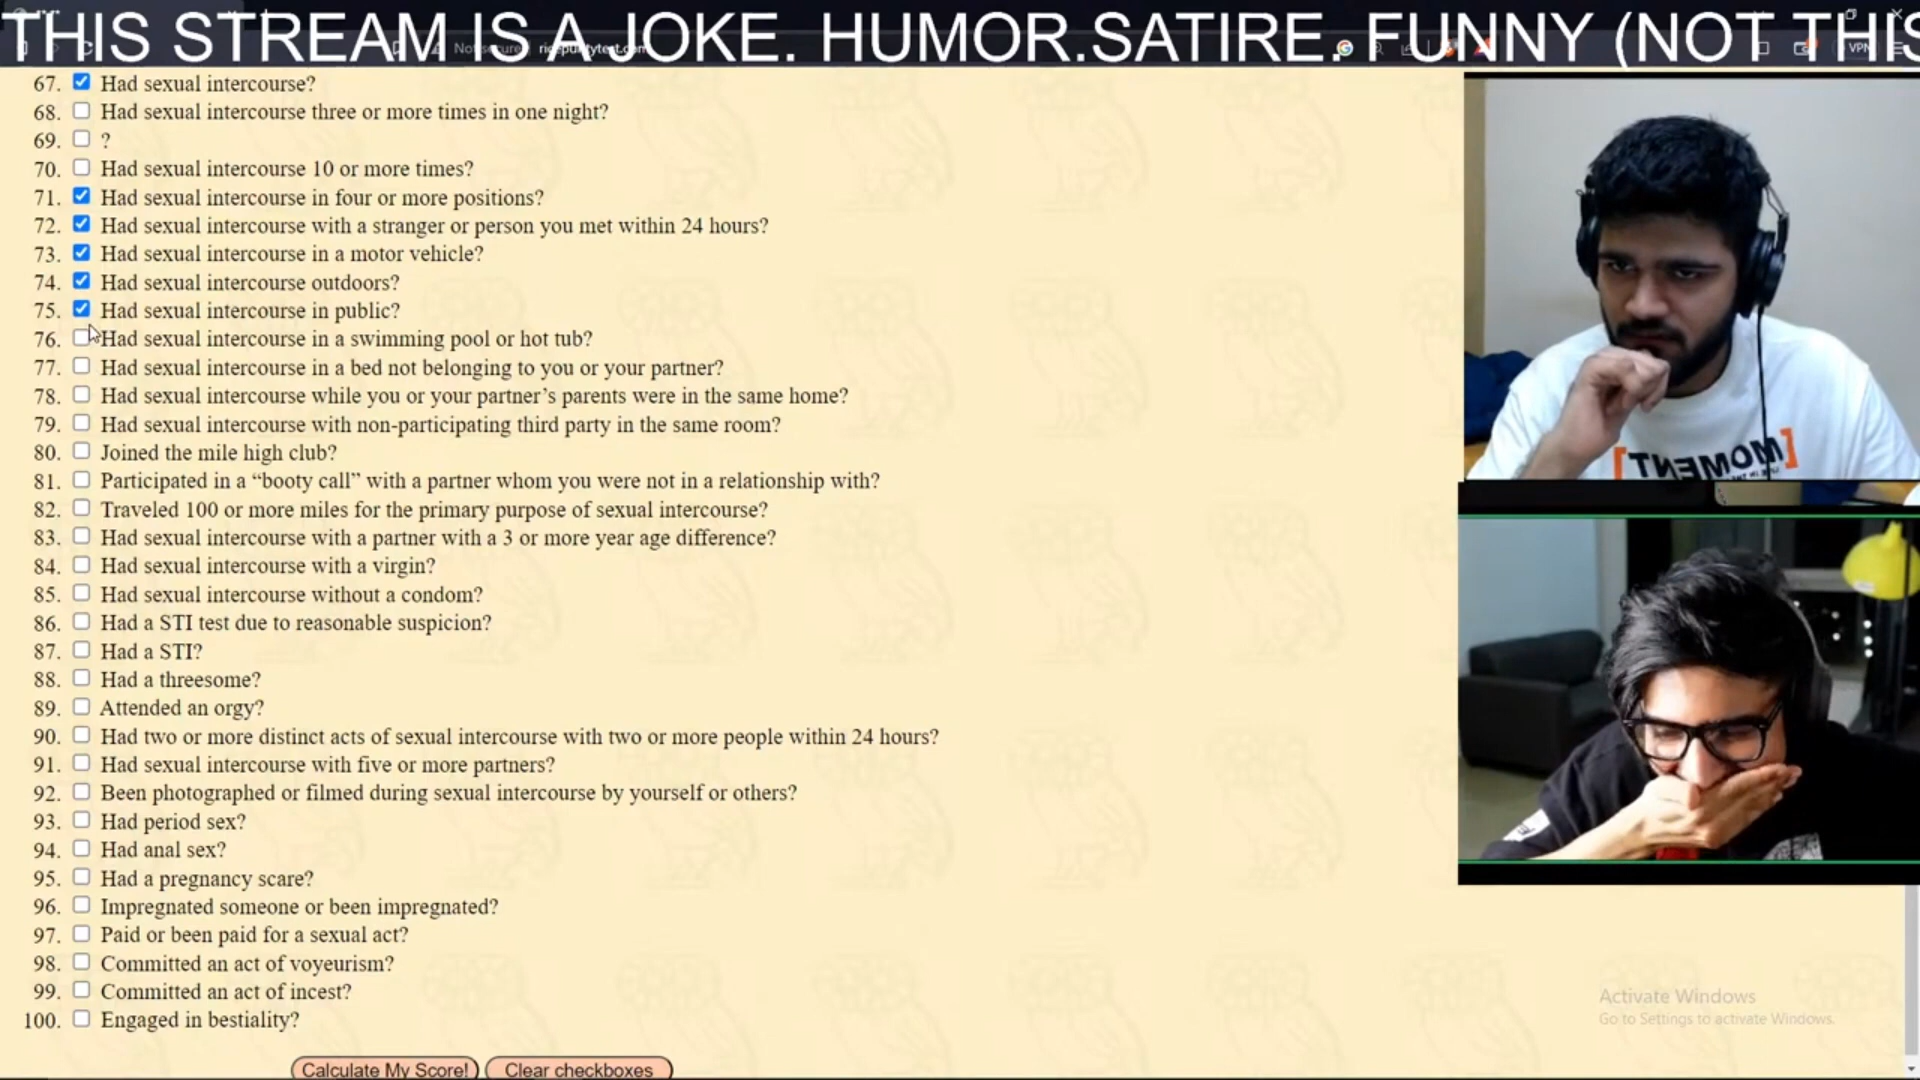 THIS STREAM IS A JOKE. HUMOR.SATIRE. FUNNY (NOT THIS
Not secure
67. Had sexual intercourse?
68. Had sexual intercourse three or more times in one night?
69. ?
70. Had sexual intercourse 10 or more times?
71. Had sexual intercourse in four or more positions?
72. Had sexual intercourse with a stranger or person you met within 24 hours?
73. Had sexual intercourse in a motor vehicle?
74. Had sexual intercourse outdoors?
75. Had sexual intercourse in public?
76. Had sexual intercourse in a swimming pool or hot tub?
77. Had sexual intercourse in a bed not belonging to you or your partner?
78. Had sexual intercourse while you or your partner’s parents were in the same home?
79. Had sexual intercourse with non-participating third party in the same room?
80. Joined the mile high club?
81. Participated in a “booty call” with a partner whom you were not in a relationship with?
82. Traveled 100 or more miles for the primary purpose of sexual intercourse?
83. Had sexual intercourse with a partner with a 3 or more year age difference?
84. Had sexual intercourse with a virgin?
85. Had sexual intercourse without a condom?
86. Had a STI test due to reasonable suspicion?
87. Had a STI?
88. Had a threesome?
89. Attended an orgy?
90. Had two or more distinct acts of sexual intercourse with two or more people within 24 hours?
91. Had sexual intercourse with five or more partners?
92. Been photographed or filmed during sexual intercourse by yourself or others?
93. Had period sex?
94. Had anal sex?
95. Had a pregnancy scare?
96. Impregnated someone or been impregnated?
97. Paid or been paid for a sexual act?
98. Committed an act of voyeurism?
99. Committed an act of incest?
100. Engaged in bestiality?
Calculate My Score! Clear checkboxes
VPN
[MOMENT]
Activate Windows
Go to Settings to activate Windows.